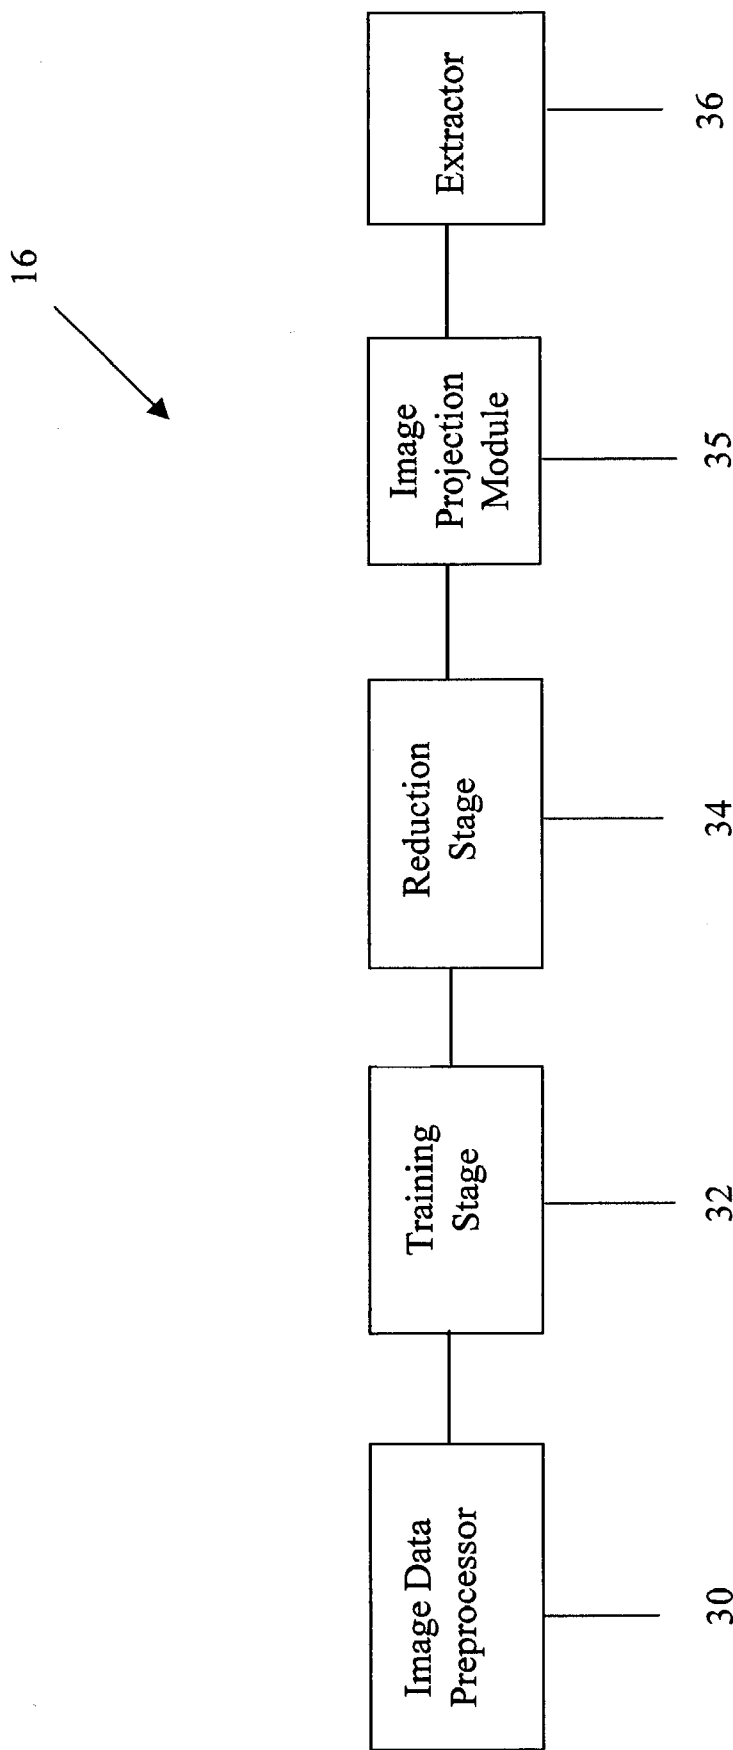 16
Image Data
Preprocessor
30
Training
Stage
32
Reduction
Stage
34
Image
Projection
Module
35
Extractor
36